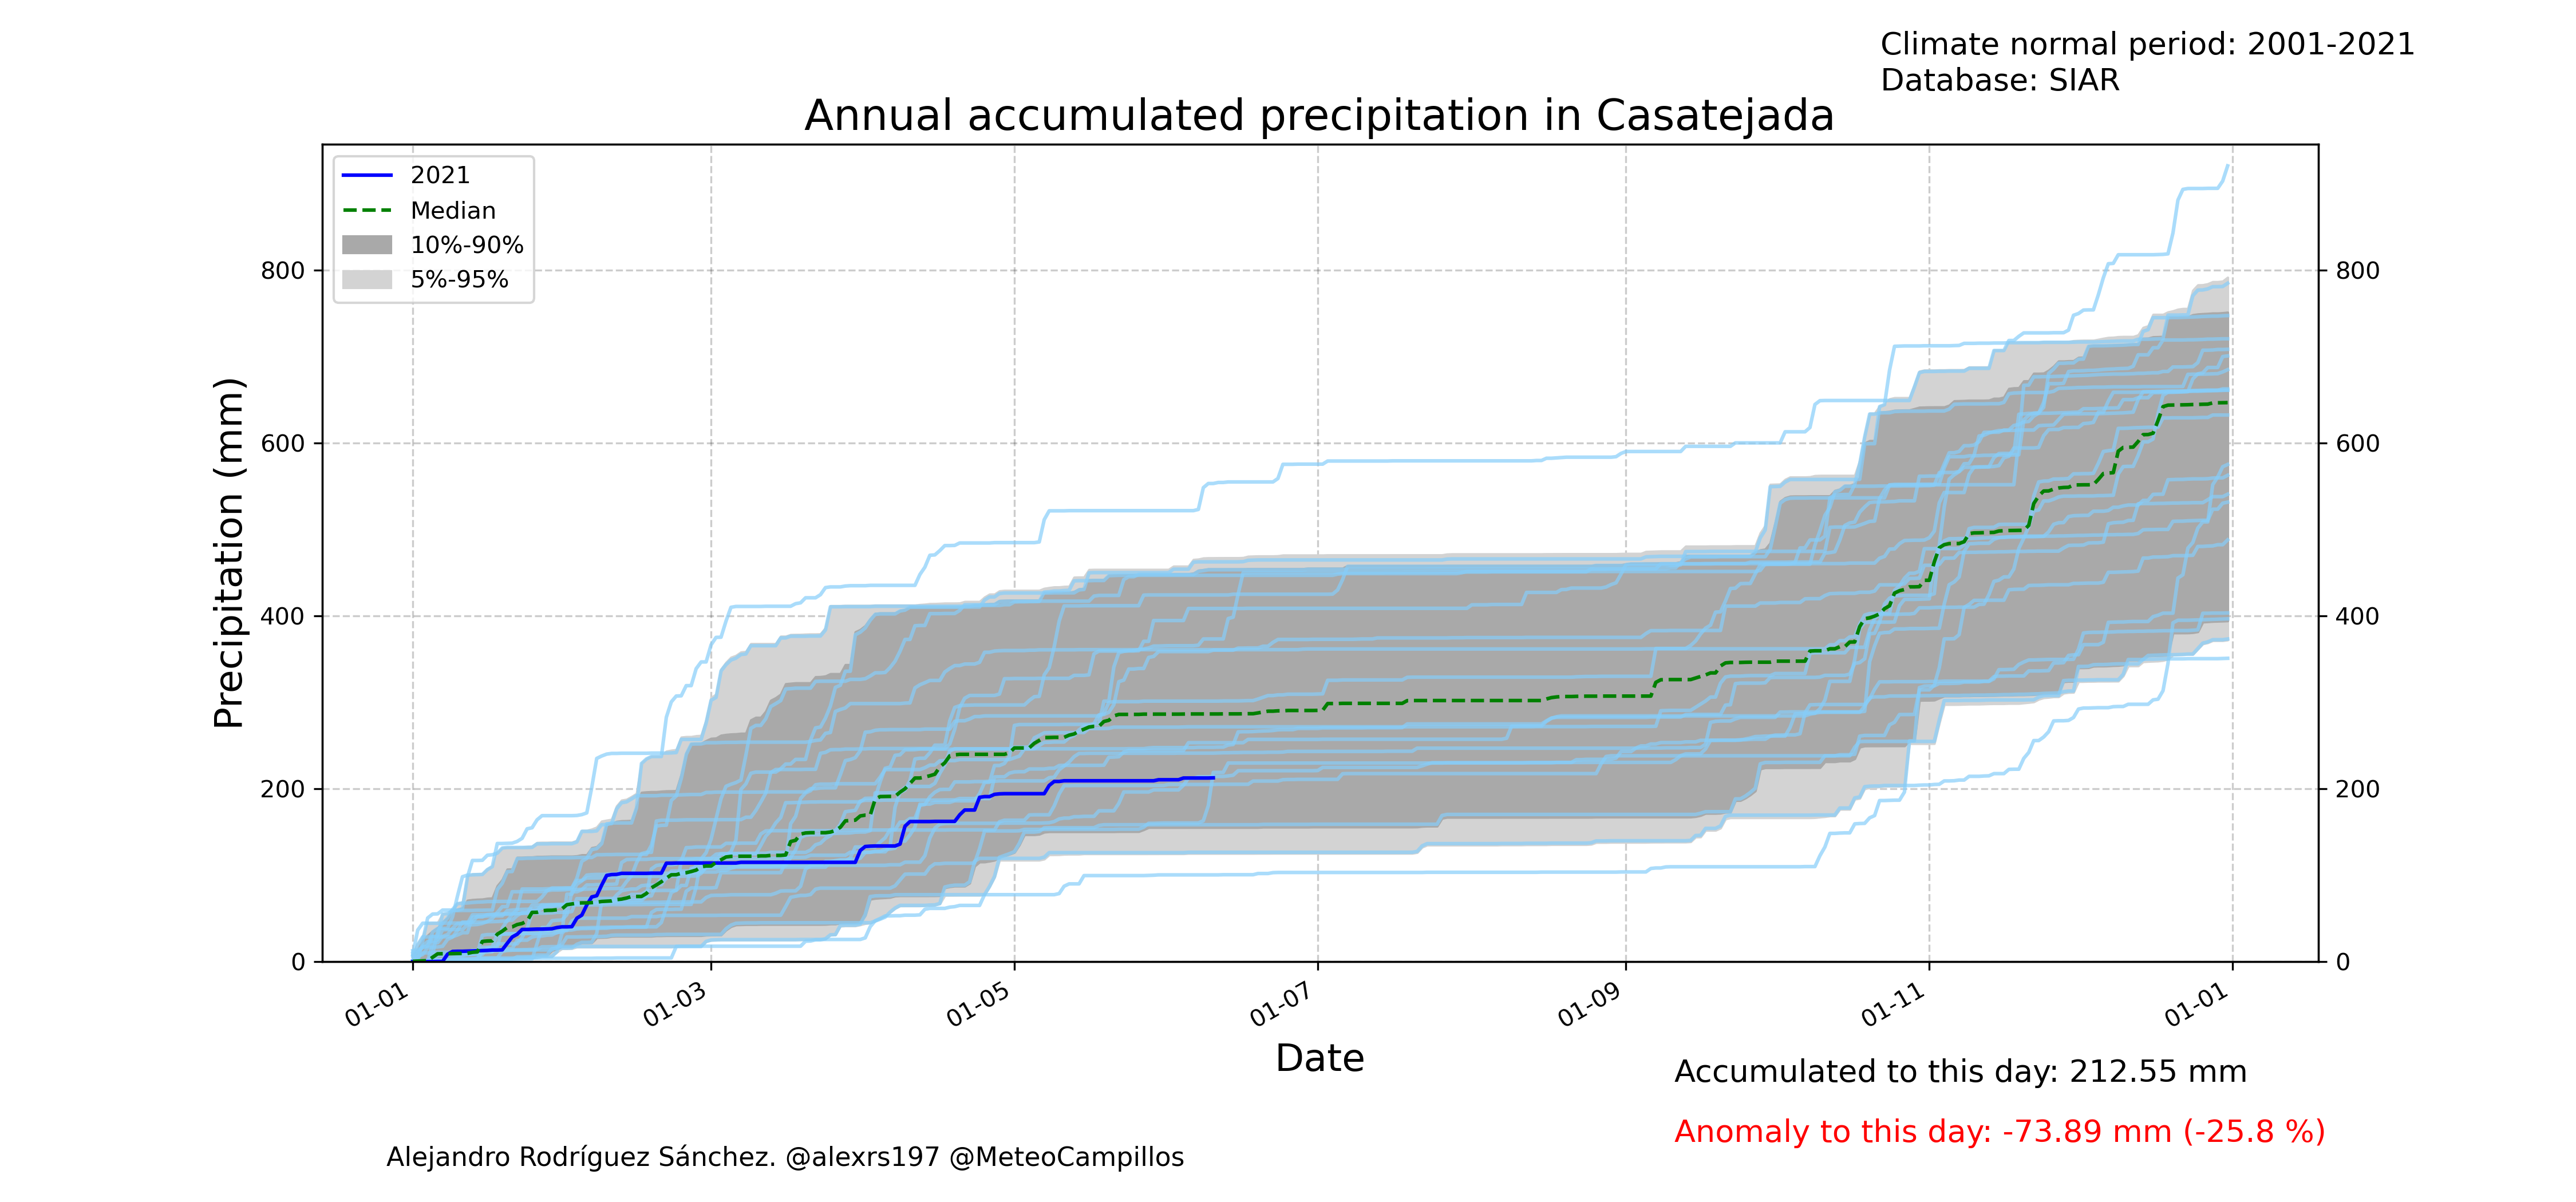 Climate normal period: 2001-2021
Database: SIAR
Annual accumulated precipitation in Casatejada
2021
Median
10%-90%
5%-95%
Precipitation (mm)
800
600
400
200
0
800
600
400
200
0
01-01
01-03
01-05
01-07
01-09
01-11
01-01
Date
Accumulated to this day: 212.55 mm
Anomaly to this day: -73.89 mm (-25.8 %)
Alejandro Rodríguez Sánchez. @alexrs197 @MeteoCampillos